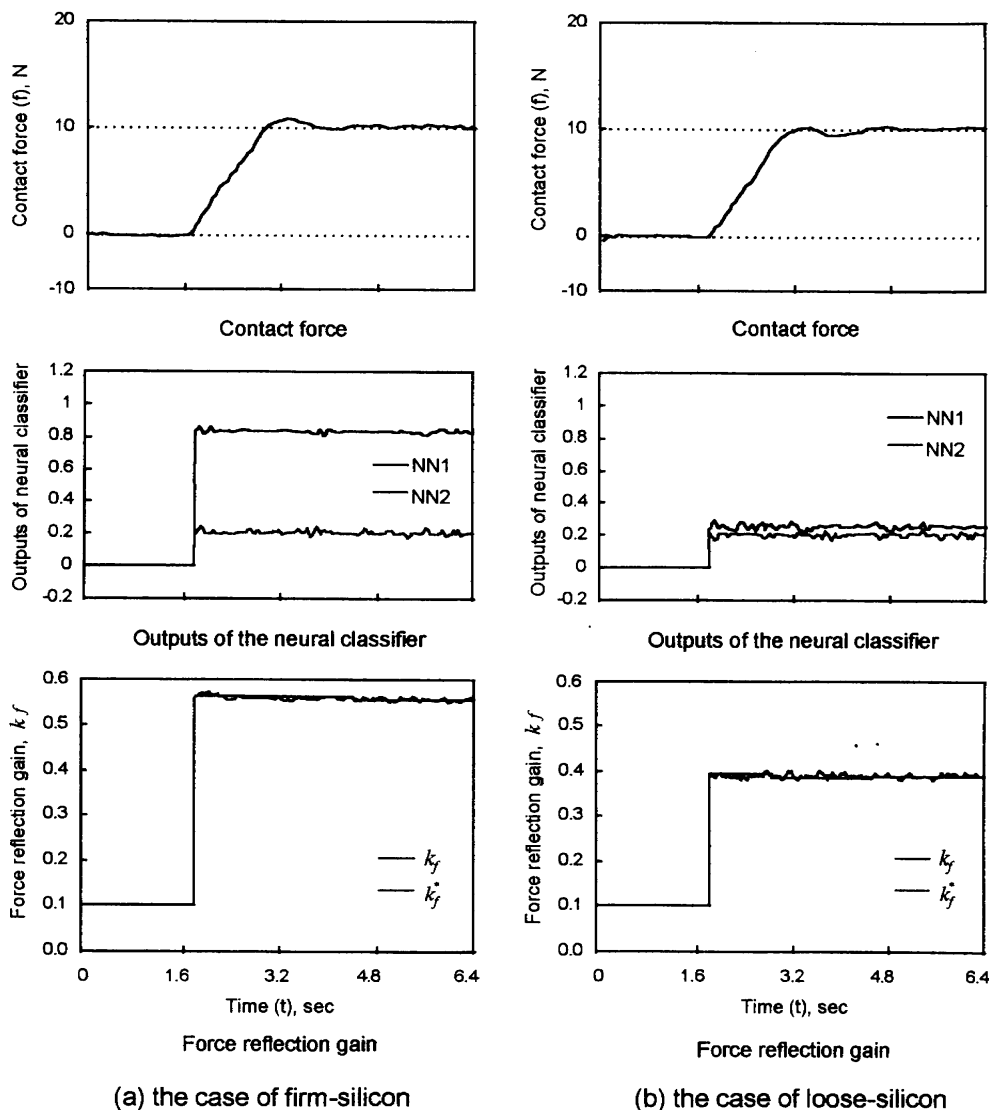 20
10
0
-10
Contact force (f), N
Contact force
1.2
1
0.8
0.6
0.4
0.2
0
-0.2
Outputs of neural classifier
NN1
NN2
Outputs of the neural classifier
0.6
0.5
0.4
0.3
0.2
0.1
0.0
Force reflection gain, kf
k_f
k_f^*
0 1.6 3.2 4.8 6.4
Time (t), sec
Force reflection gain
(a) the case of firm-silicon
20
10
0
-10
Contact force (f), N
Contact force
1.2
1
0.8
0.6
0.4
0.2
0
-0.2
Outputs of neural classifier
NN1
NN2
Outputs of the neural classifier
0.6
0.5
0.4
0.3
0.2
0.1
0.0
Force reflection gain, kf
k_f
k_f^*
0 1.6 3.2 4.8 6.4
Time (t), sec
Force reflection gain
(b) the case of loose-silicon